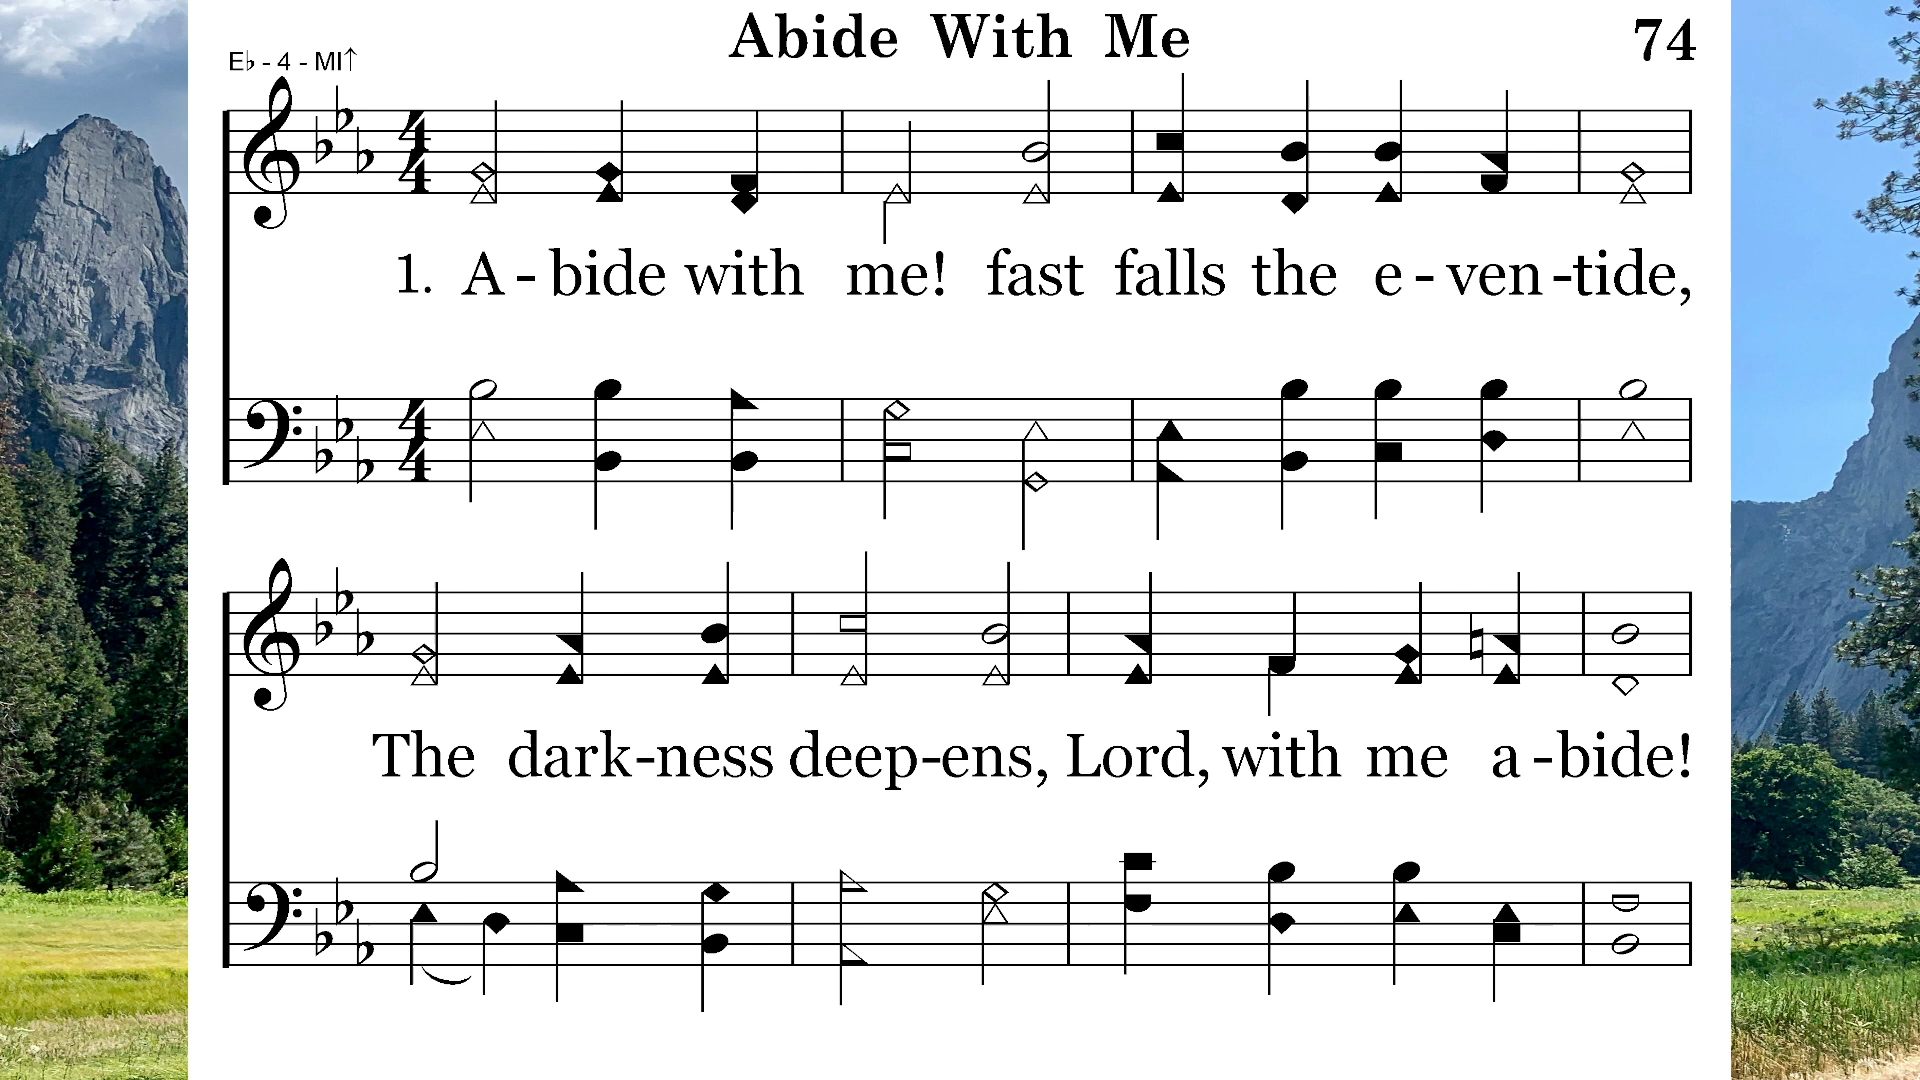 Abide With Me
74
E♭ - 4 - MI↑
1. A - bide with me! fast falls the e - ven - tide,
The dark - ness deep - ens, Lord, with me a - bide!